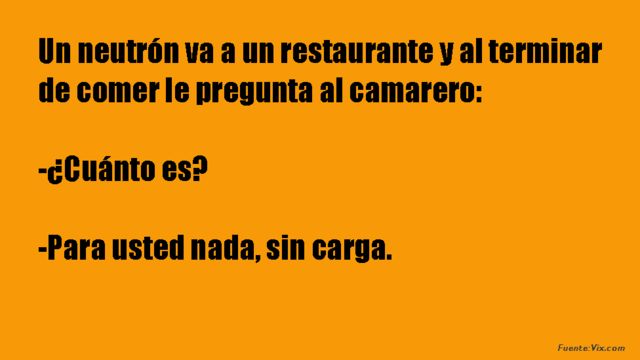 Un neutrón va a un restaurante y al terminar
de comer le pregunta al camarero:
-¿Cuánto es?
-Para usted nada, sin carga.
Fuente:Vix.com